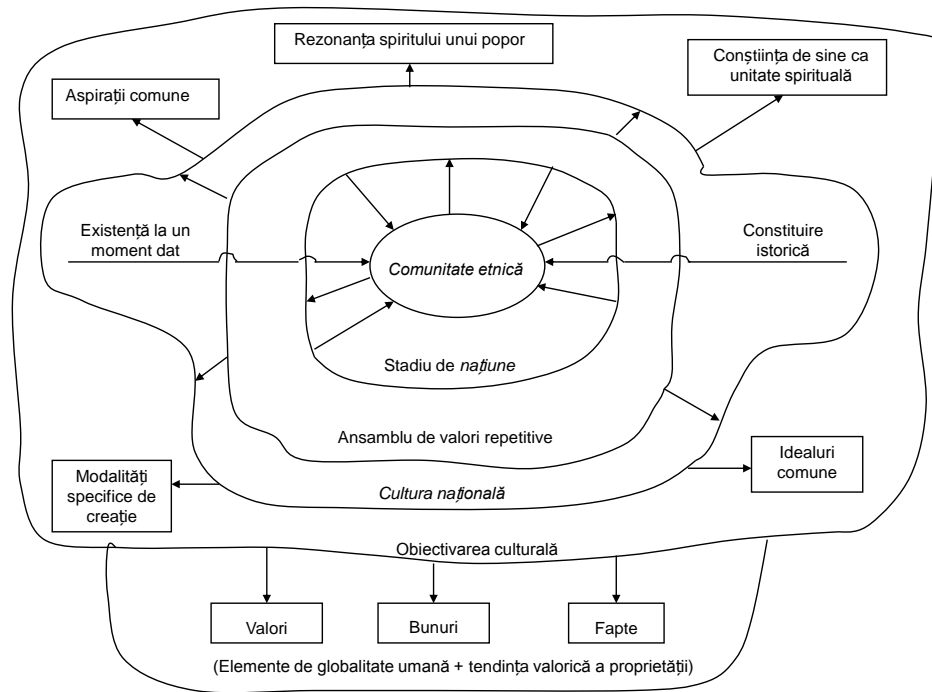 Rezonanța spiritului unui popor
Conștiința de sine ca
unitate spirituală
Aspirații comune
Existență la un
moment dat
Constituire
istorică
Comunitate etnică
Stadiu de națiune
Ansamblu de valori repetitive
Idealuri
comune
Modalități
specifice de
creație
Cultura națională
Obiectivarea culturală
Valori
Bunuri
Fapte
(Elemente de globalitate umană + tendința valorică a proprietății)